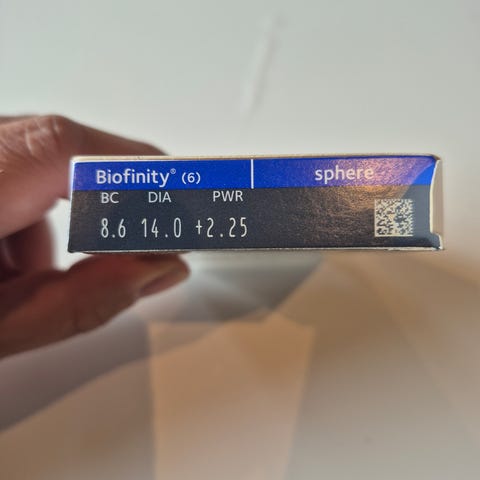 Biofinity® (6) sphere
BC DIA PWR
8.6 14.0 +2.25